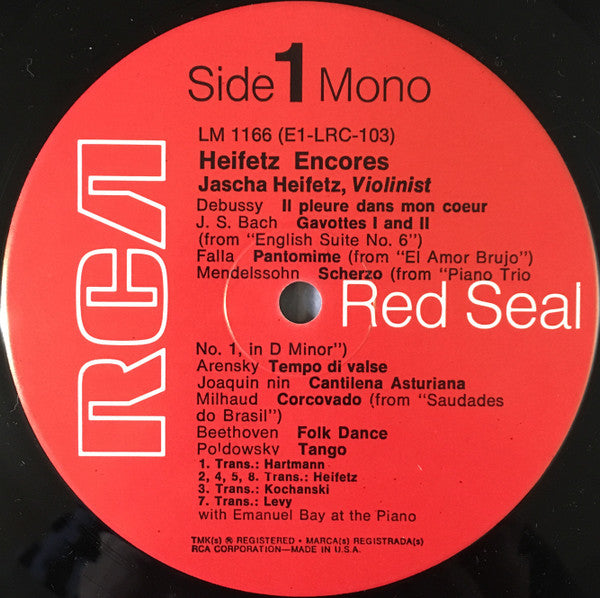 Side 1 Mono
LM 1166 (E1-LRC-103)
Heifetz Encores
Jascha Heifetz, Violinist
Debussy Il pleure dans mon coeur
J. S. Bach Gavottes I and II
(from "English Suite No. 6")
Falla Pantomime (from "El Amor Brujo")
Mendelssohn Scherzo (from "Piano Trio
RCA
Red Seal
No. 1, in D Minor")
Arensky Tempo di valse
Joaquin nin Cantilena Asturiana
Milhaud Corcovado (from "Saudades
do Brasil")
Beethoven Folk Dance
Poldowsky Tango
1. Trans.: Hartmann
2, 4, 5, 8. Trans.: Heifetz
3. Trans.: Kochanski
7. Trans.: Levy
with Emanuel Bay at the Piano
TMK(s) ® REGISTERED • MARCA(s) REGISTRADA(s)
RCA CORPORATION—MADE IN U.S.A.